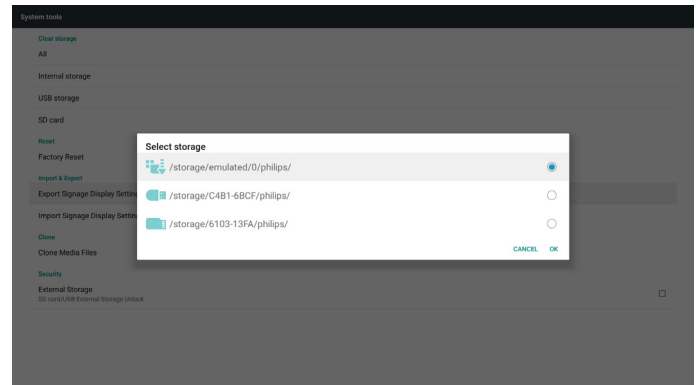 System tools
Clear storage
All
Internal storage
USB storage
SD card
Reset
Factory Reset
Import & Export
Export Signage Display Settin
Import Signage Display Settin
Clone
Clone Media Files
Security
External Storage
SD card/USB External Storage Unlock
Select storage
/storage/emulated/0/philips/
/storage/C4B1-6BCF/philips/
/storage/6103-13FA/philips/
CANCEL OK